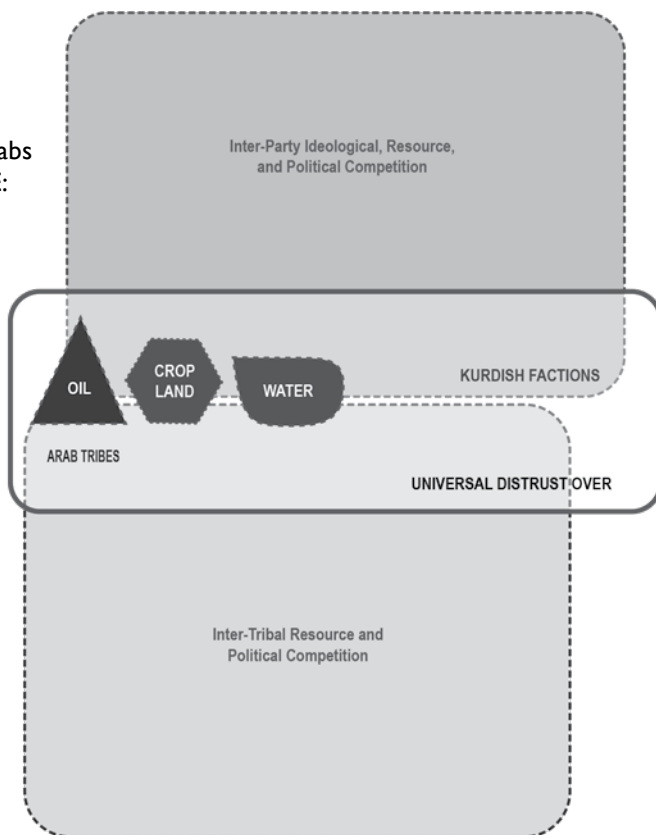 abs
E:
Inter-Party Ideological, Resource,
and Political Competition
OIL
CROP
LAND
WATER
KURDISH FACTIONS
ARAB TRIBES
UNIVERSAL DISTRUST OVER
Inter-Tribal Resource and
Political Competition